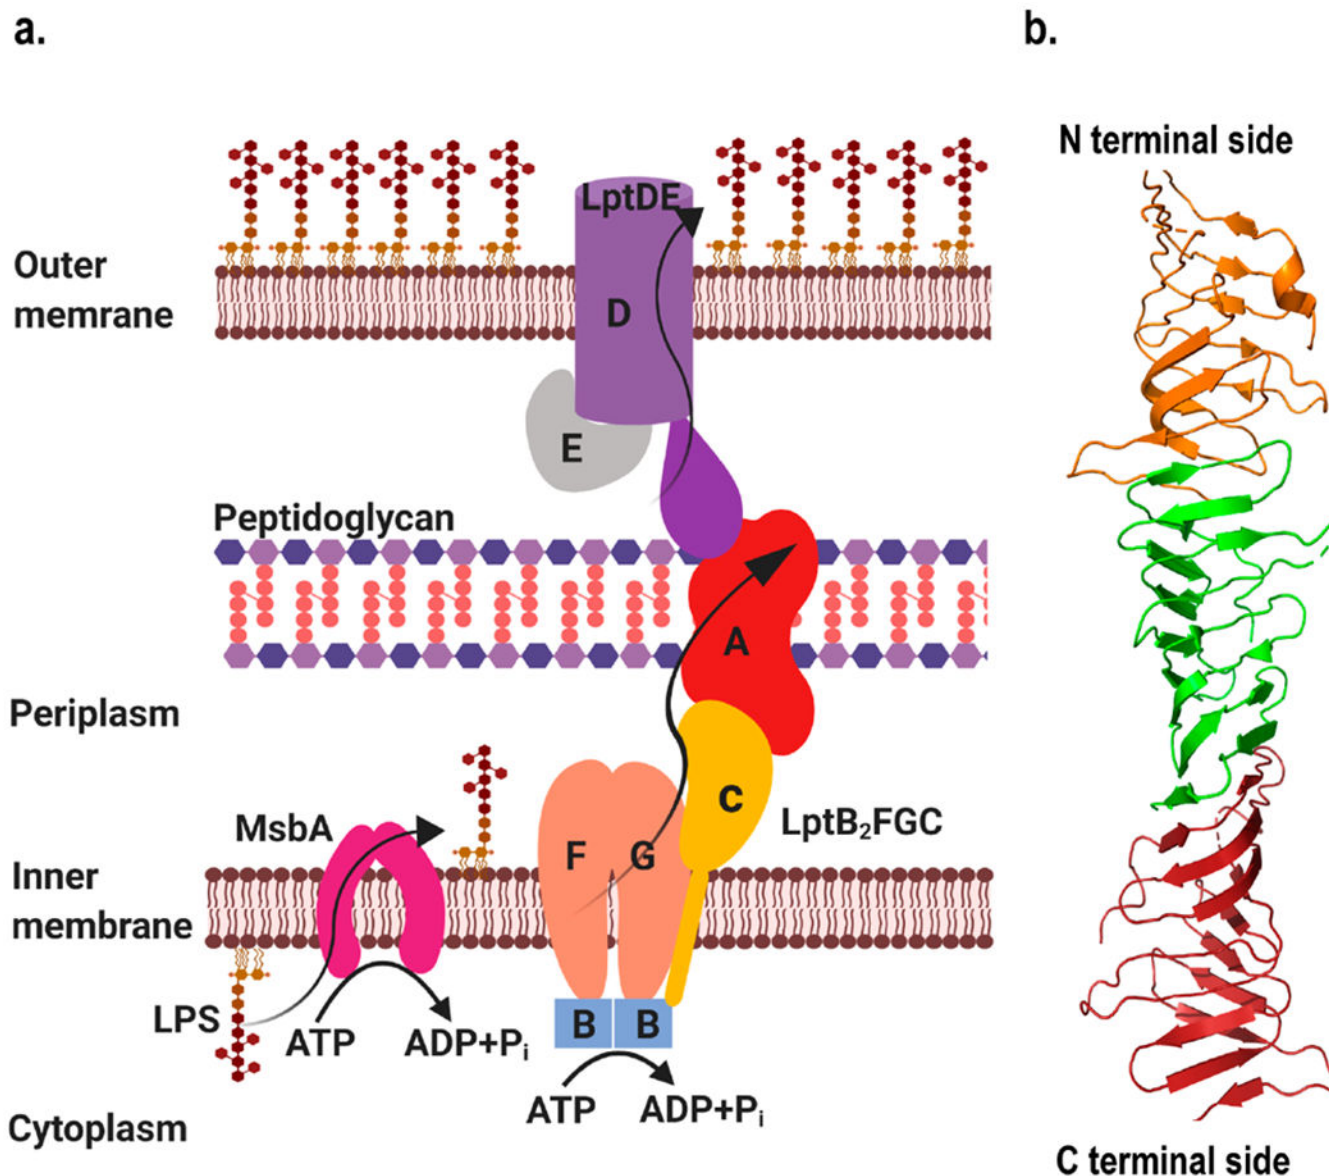 a.
b.
N terminal side
LptDE
Outer
memrane
D
E
Peptidoglycan
A
Periplasm
MsbA
C
LptB₂FGC
F
G
Inner
membrane
LPS
ATP
ADP+Pᵢ
B
B
ATP
ADP+Pᵢ
Cytoplasm
C terminal side